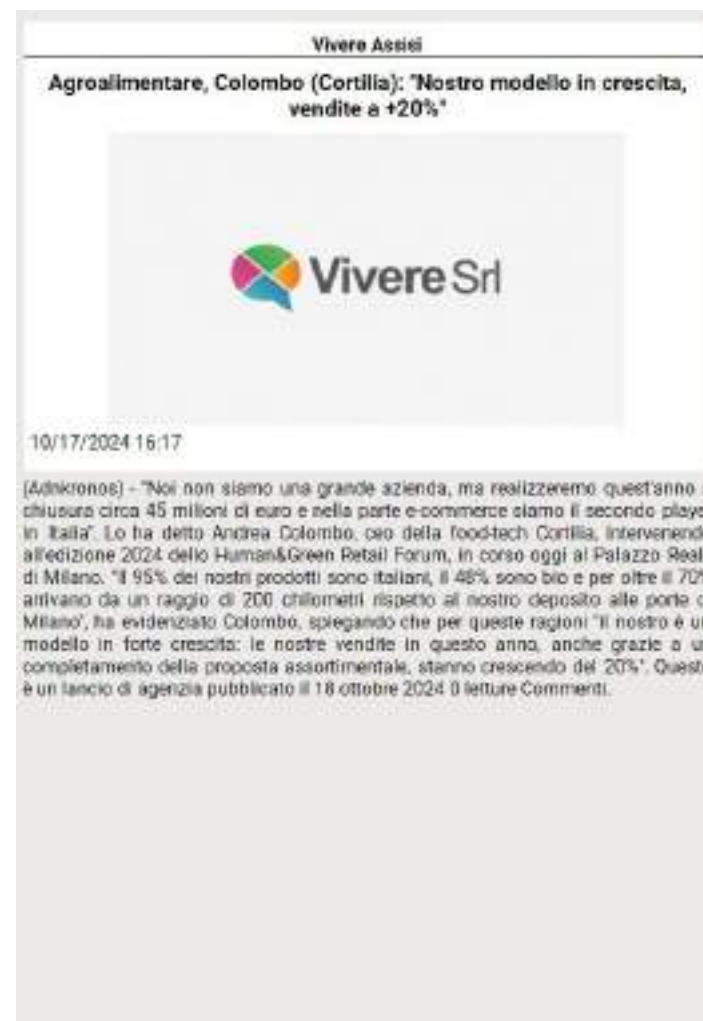 Vivere Assisi
Agroalimentare, Colombo (Cortilia): "Nostro modello in crescita,
vendite a +20%"
Vivere Srl
10/17/2024 16:17
(Adnkronos) - "Noi non siamo una grande azienda, ma realizzeremo quest'anno
chiusura circa 45 milioni di euro e nella parte e-commerce siamo il secondo playe
in Italia". Lo ha detto Andrea Colombo, ceo della food-tech Cortilia, intervenend
all'edizione 2024 dello Human&Green Retail Forum, in corso oggi al Palazzo Real
di Milano. "Il 95% dei nostri prodotti sono italiani, il 48% sono bio e per oltre il 70%
arrivano da un raggio di 200 chilometri rispetto al nostro deposito alle porte d
Milano", ha evidenziato Colombo, spiegando che per queste ragioni "il nostro è un
modello in forte crescita: le nostre vendite in questo anno, anche grazie a un
completamento della proposta assortimentale, stanno crescendo del 20%". Quest
è un lancio di agenzia pubblicato il 18 ottobre 2024 0 letture Commenti.